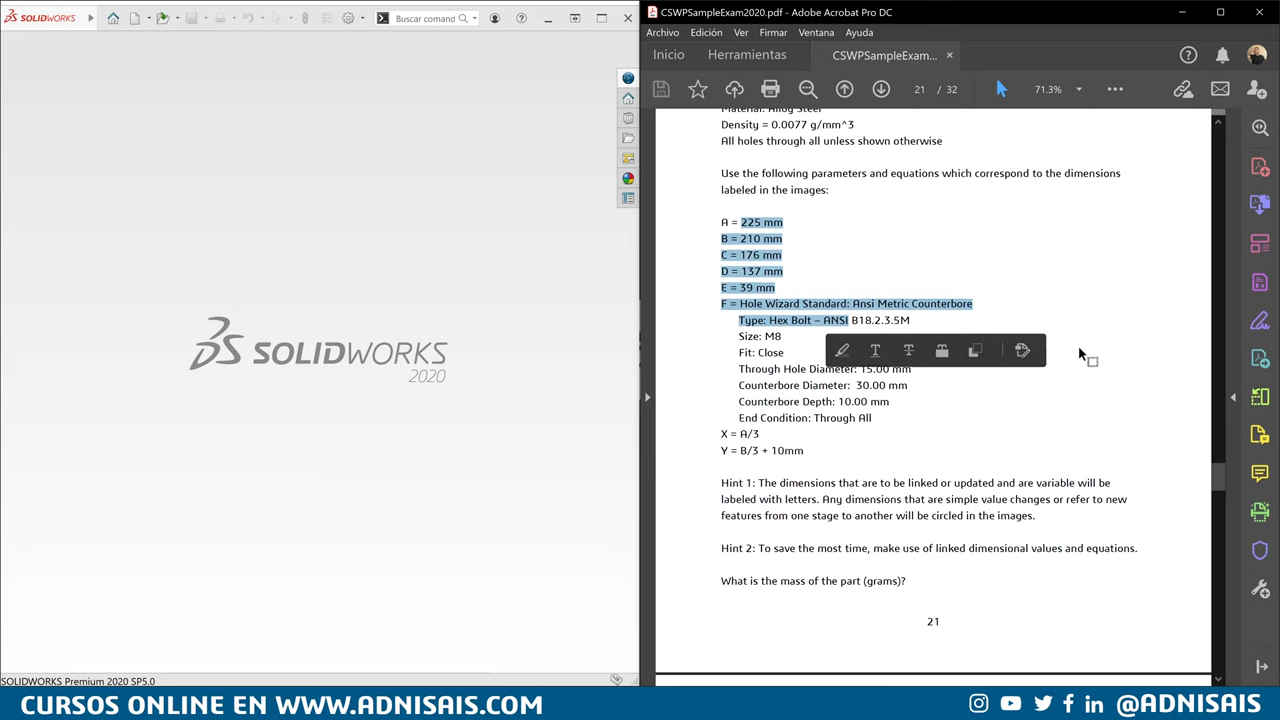 SOLIDWORKS
Buscar comand
CSWPSampleExam2020.pdf - Adobe Acrobat Pro DC
Archivo Edición Ver Firmar Ventana Ayuda
Inicio Herramientas CSWPSampleExam...
21 / 32 71.3%
Material: Alloy Steel
Density = 0.0077 g/mm^3
All holes through all unless shown otherwise
Use the following parameters and equations which correspond to the dimensions
labeled in the images:
A = 225 mm
B = 210 mm
C = 176 mm
D = 137 mm
E = 39 mm
F = Hole Wizard Standard: Ansi Metric Counterbore
Type: Hex Bolt – ANSI B18.2.3.5M
Size: M8
Fit: Close
Through Hole Diameter: 15.00 mm
Counterbore Diameter: 30.00 mm
Counterbore Depth: 10.00 mm
End Condition: Through All
X = A/3
Y = B/3 + 10mm
Hint 1: The dimensions that are to be linked or updated and are variable will be
labeled with letters. Any dimensions that are simple value changes or refer to new
features from one stage to another will be circled in the images.
Hint 2: To save the most time, make use of linked dimensional values and equations.
What is the mass of the part (grams)?
21
SOLIDWORKS
2020
SOLIDWORKS Premium 2020 SP5.0
CURSOS ONLINE EN WWW.ADNISAIS.COM
@ADNISAIS